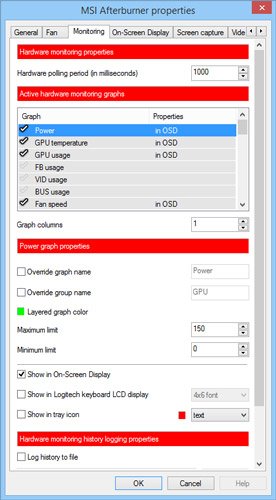 MSI Afterburner properties
General Fan Monitoring On-Screen Display Screen capture Vide
Hardware monitoring properties
Hardware polling period (in milliseconds) 1000
Active hardware monitoring graphs
Graph Properties
Power in OSD
GPU temperature in OSD
GPU usage in OSD
FB usage
VID usage
BUS usage
Fan speed in OSD
Graph columns 1
Power graph properties
Override graph name Power
Override group name GPU
Layered graph color
Maximum limit 150
Minimum limit 0
Show in On-Screen Display
Show in Logitech keyboard LCD display 4x6 font
Show in tray icon text
Hardware monitoring history logging properties
Log history to file
OK Cancel Help